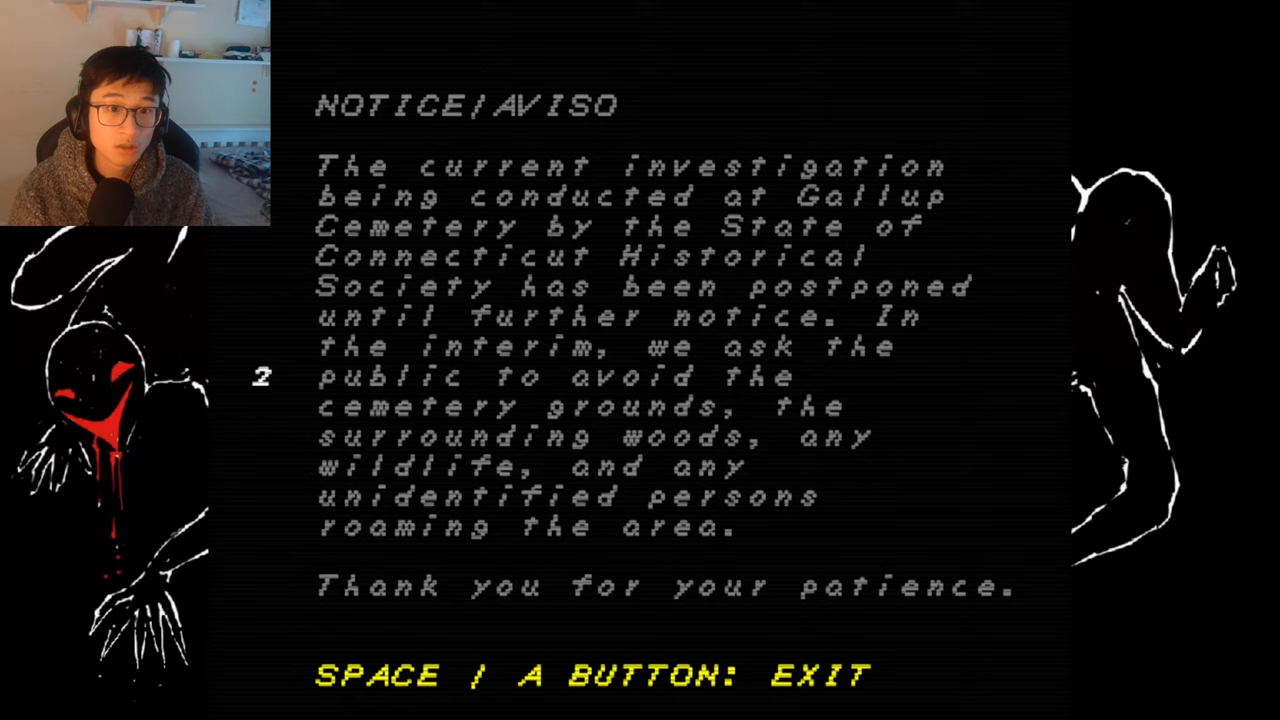 NOTICE/AVISO
The current investigation
being conducted at Gallup
Cemetery by the State of
Connecticut Historical
Society has been postponed
until further notice. In
the interim, we ask the
2
public to avoid the
cemetery grounds, the
surrounding woods, any
wildlife, and any
unidentified persons
roaming the area.
Thank you for your patience.
SPACE / A BUTTON: EXIT